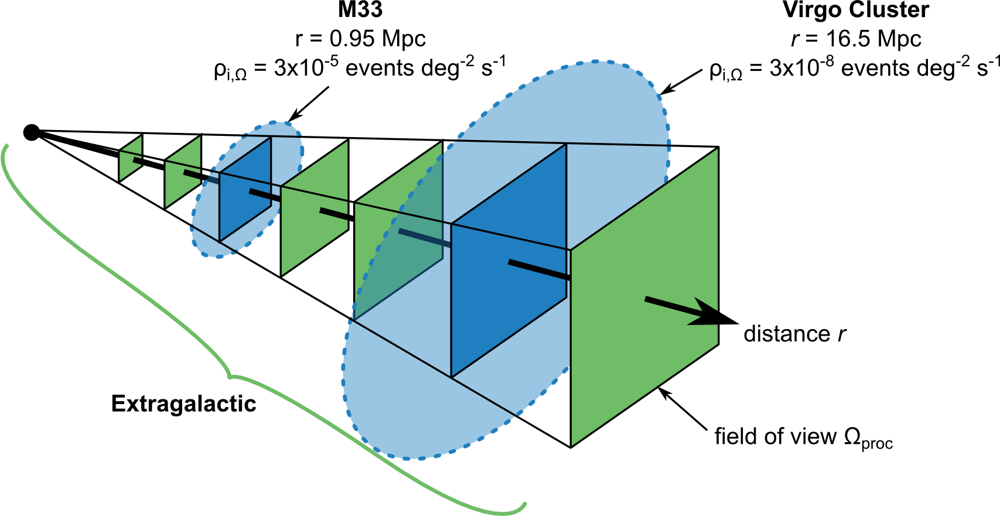 M33
r = 0.95 Mpc
ρi,Ω = 3x10-5 events deg-2 s-1
Virgo Cluster
r = 16.5 Mpc
ρi,Ω = 3x10-8 events deg-2 s-1
distance r
Extragalactic
field of view Ωproc